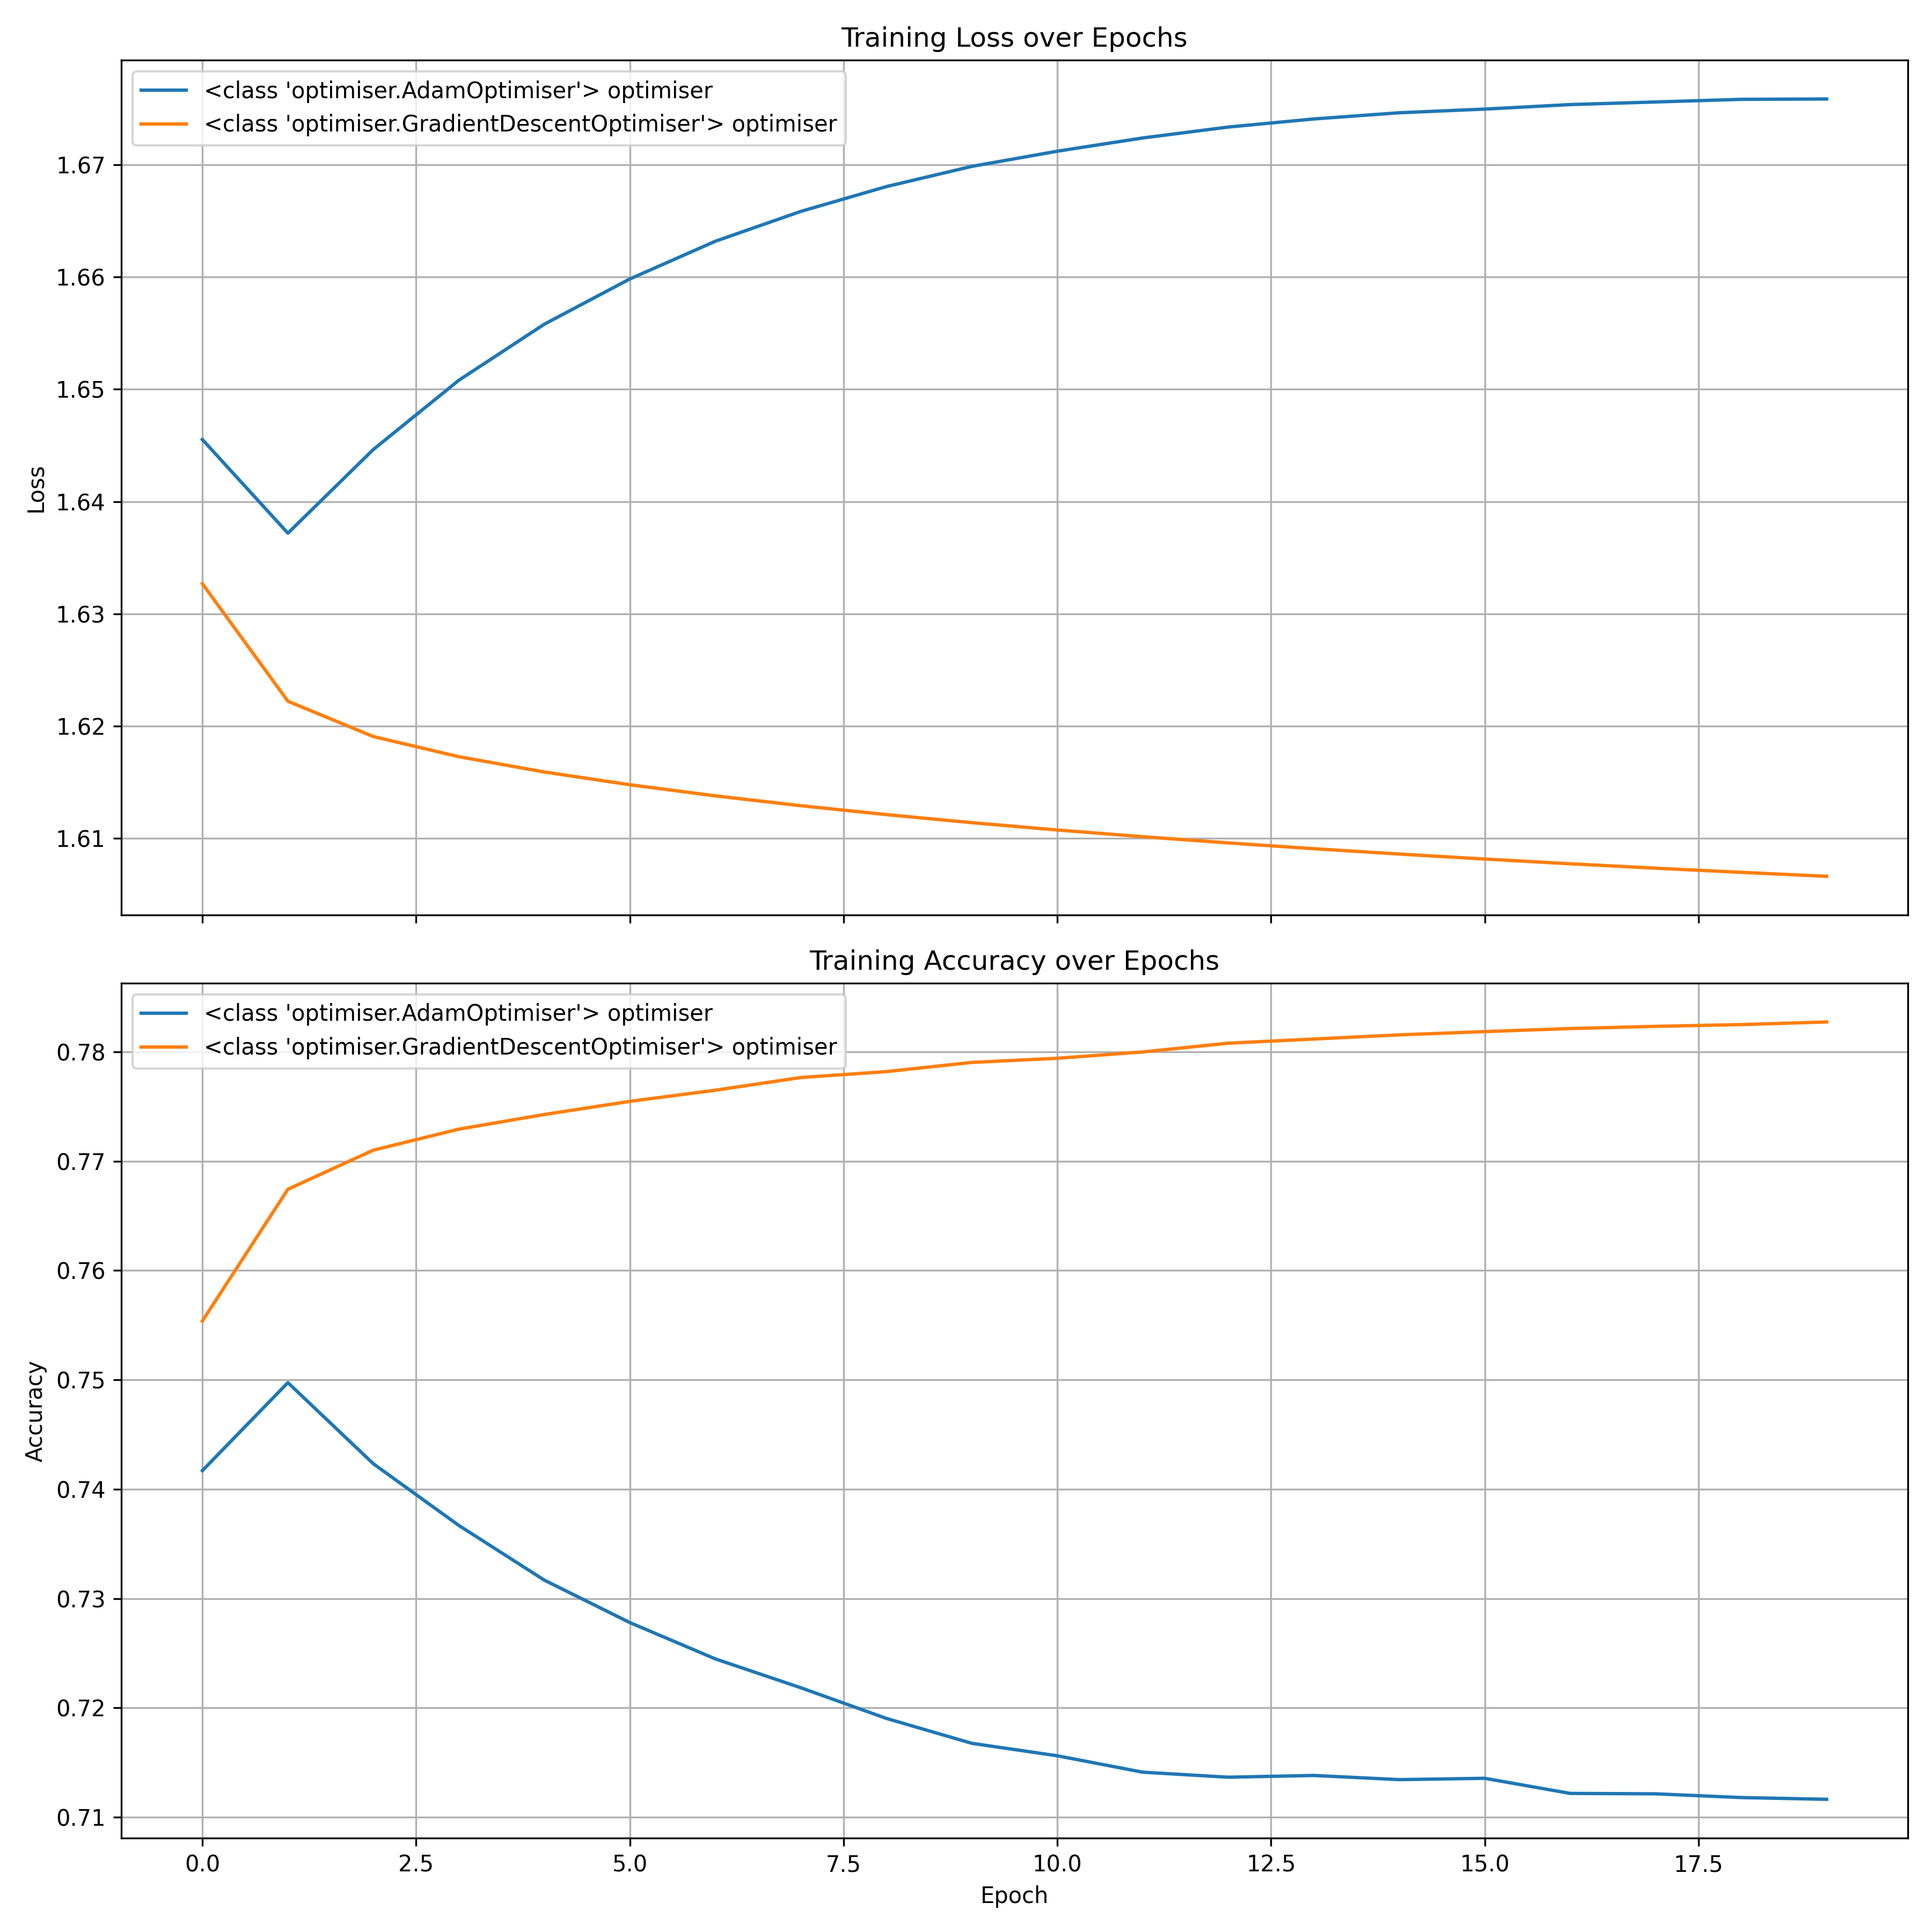 Training Loss over Epochs
<class 'optimiser.AdamOptimiser'> optimiser
<class 'optimiser.GradientDescentOptimiser'> optimiser
1.67
1.66
1.65
1.64
1.63
1.62
1.61
Loss
Training Accuracy over Epochs
<class 'optimiser.AdamOptimiser'> optimiser
<class 'optimiser.GradientDescentOptimiser'> optimiser
0.78
0.77
0.76
0.75
0.74
0.73
0.72
0.71
Accuracy
0.0 2.5 5.0 7.5 10.0 12.5 15.0 17.5
Epoch